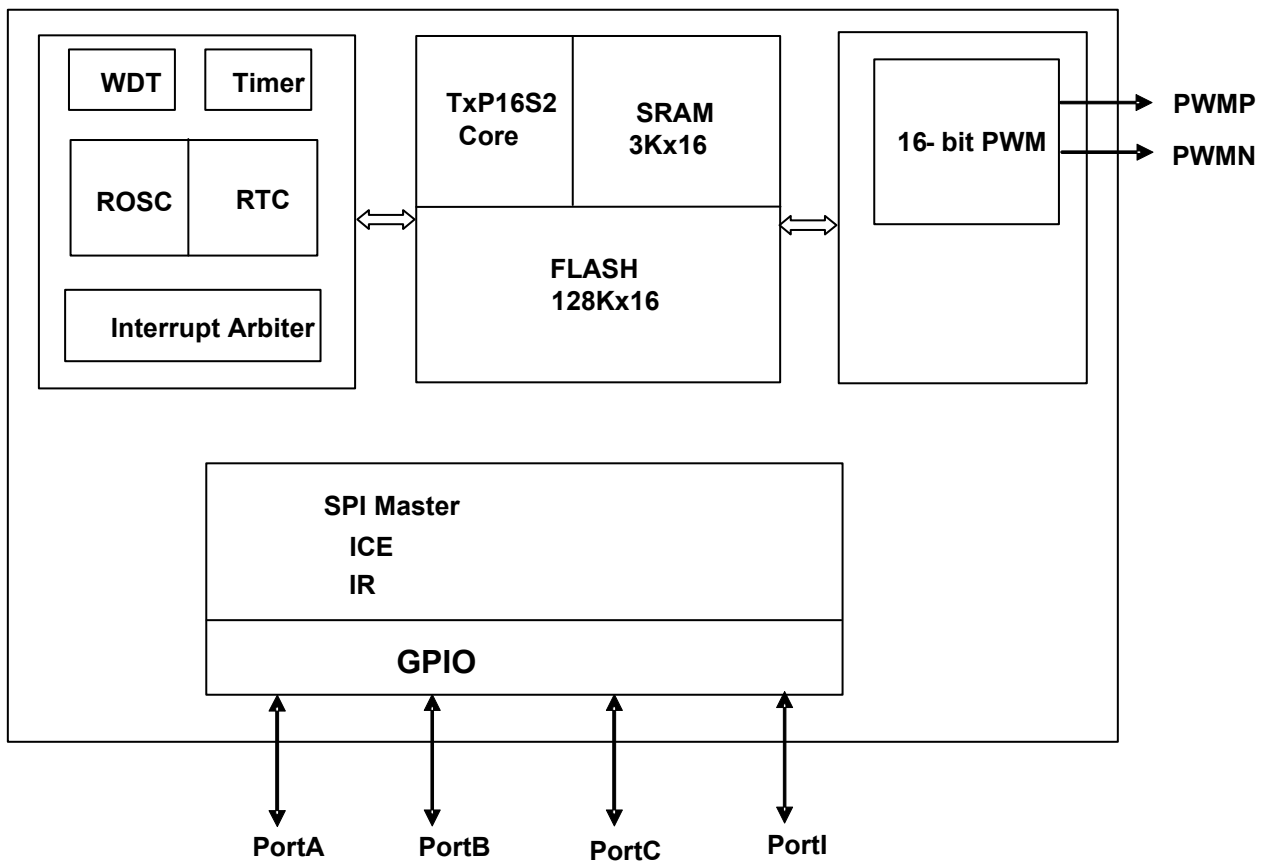 WDT
Timer
ROSC
RTC
Interrupt Arbiter
TxP16S2
Core
SRAM
3Kx16
FLASH
128Kx16
16- bit PWM
PWMP
PWMN
SPI Master
ICE
IR
GPIO
PortA
PortB
PortC
PortI